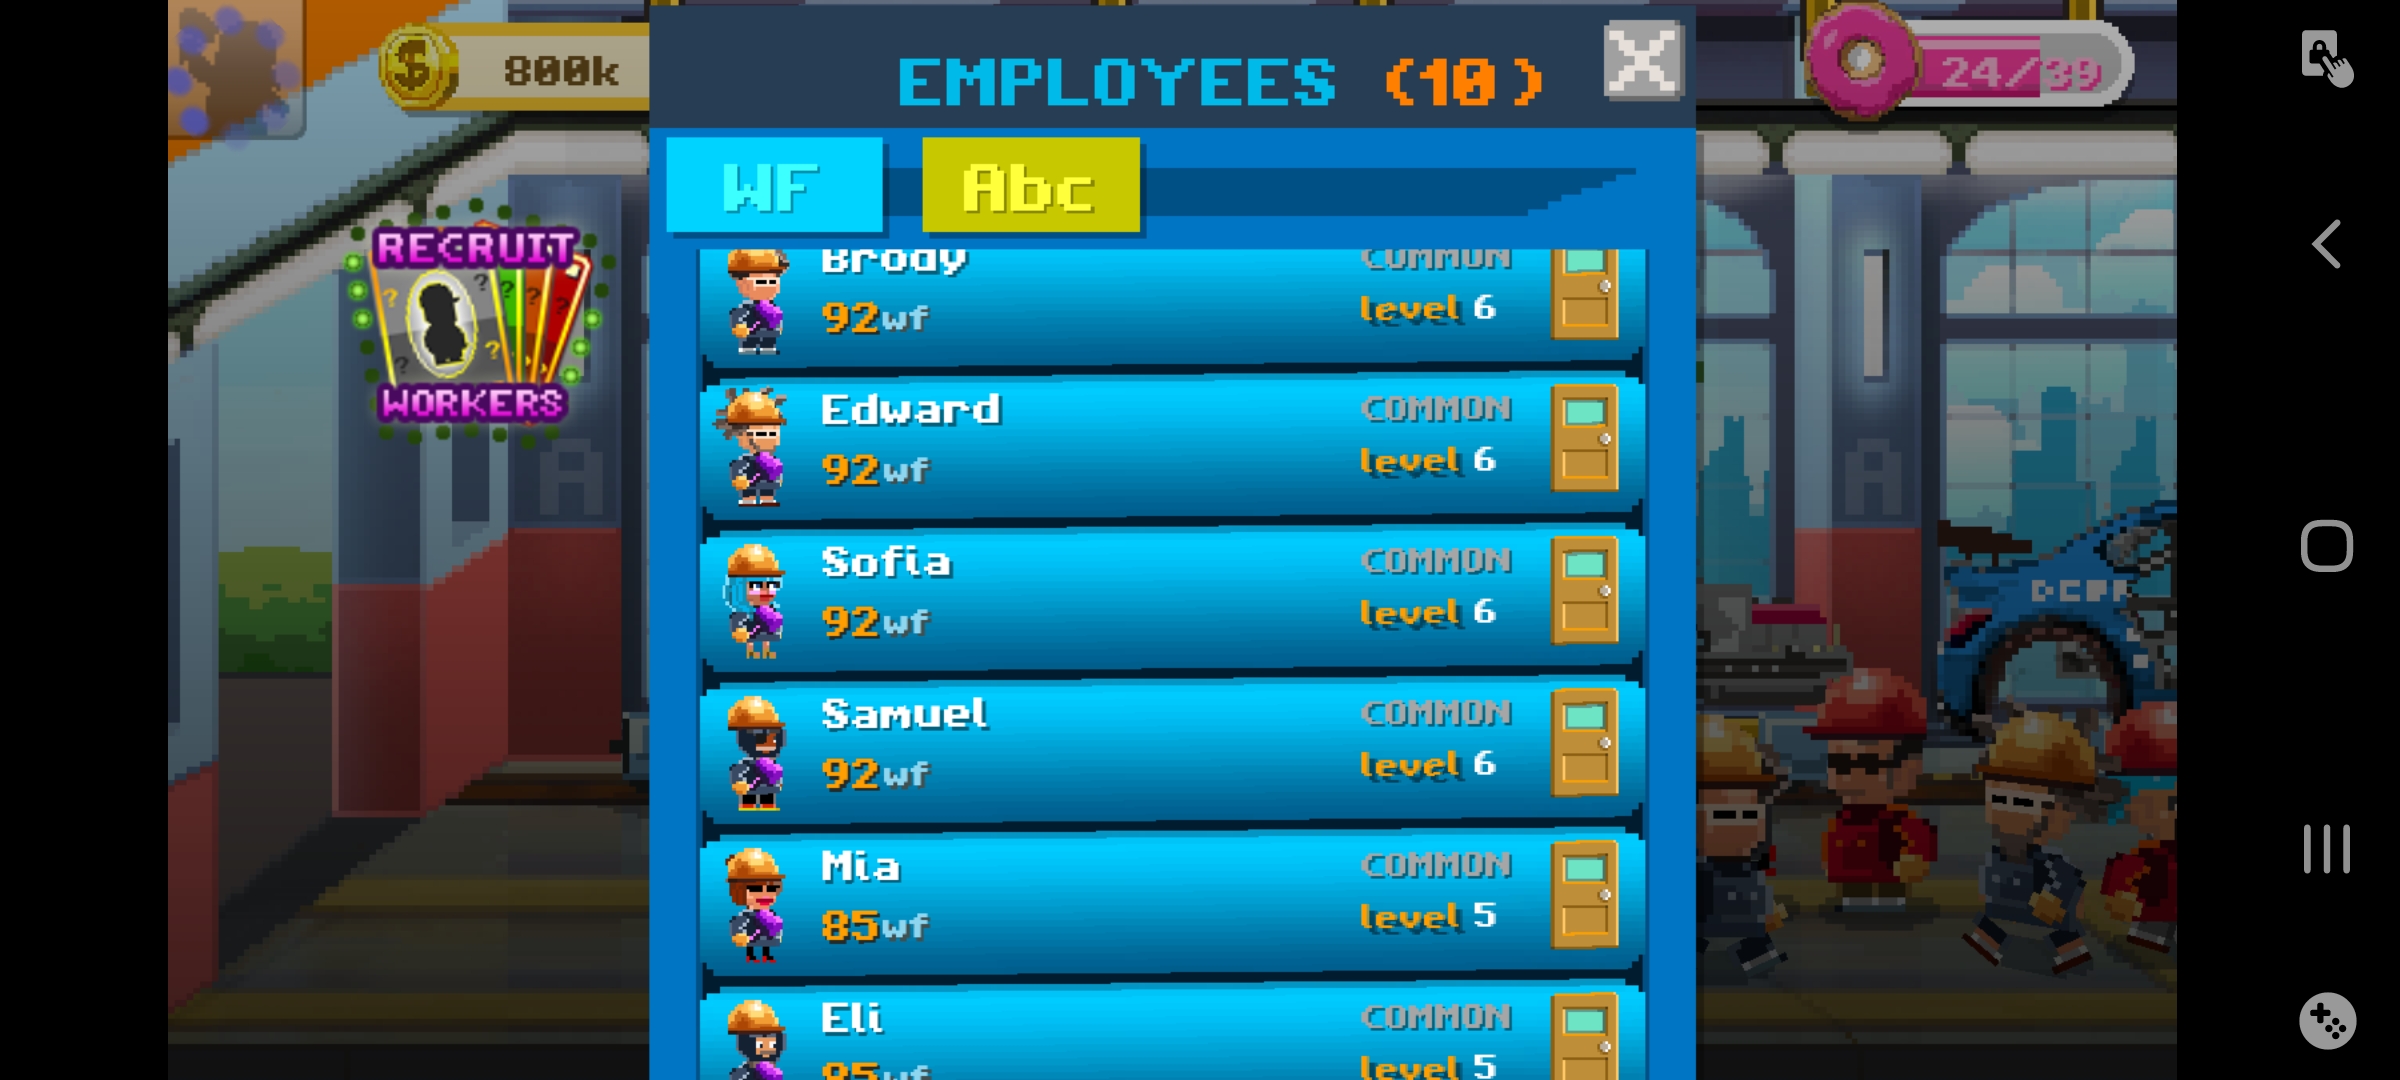 800k
EMPLOYEES (10)
24/39
WF
Abc
RECRUIT
WORKERS
Brody
COMMON
92wf
level 6
Edward
COMMON
92wf
level 6
Sofia
COMMON
92wf
level 6
Samuel
COMMON
92wf
level 6
Mia
COMMON
85wf
level 5
Eli
COMMON
85wf
level 5
A
A